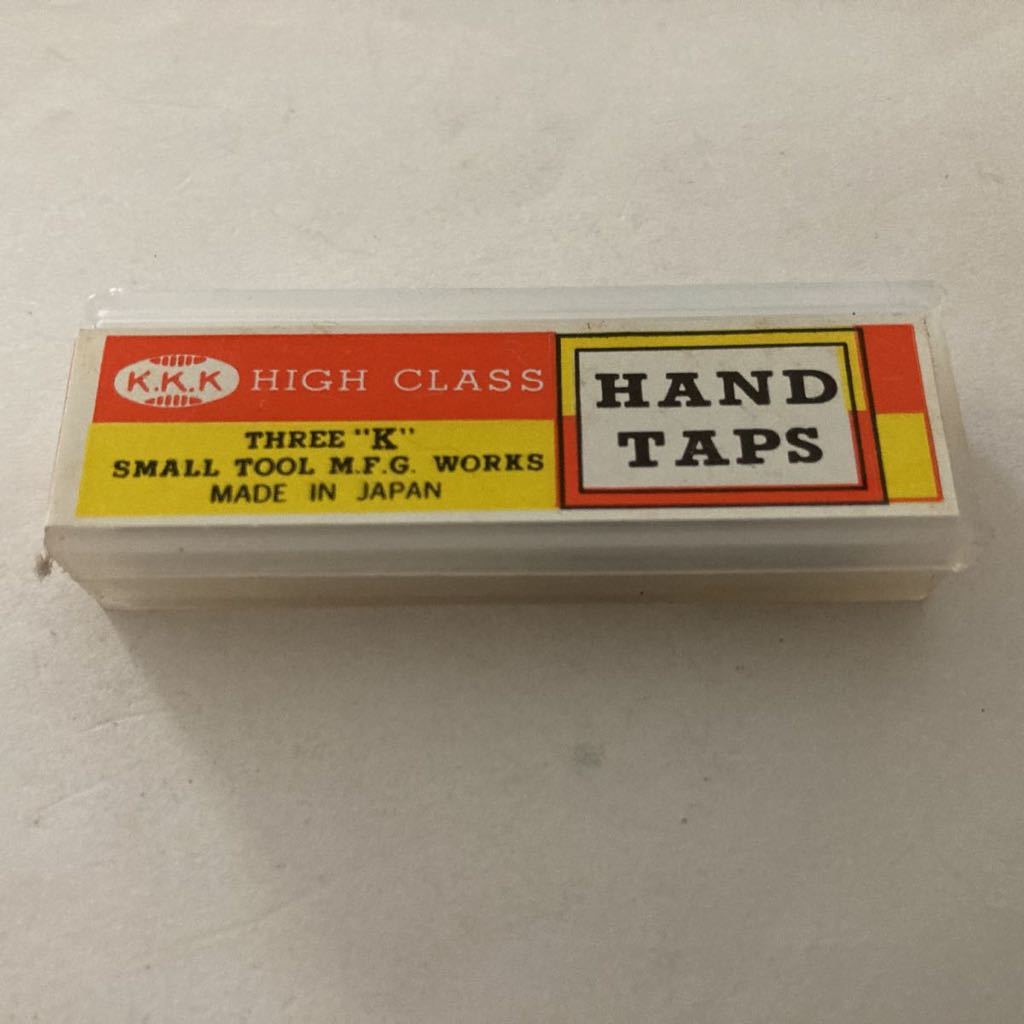 K.K.K HIGH CLASS
THREE "K"
SMALL TOOL M.F.G. WORKS
MADE IN JAPAN
HAND
TAPS